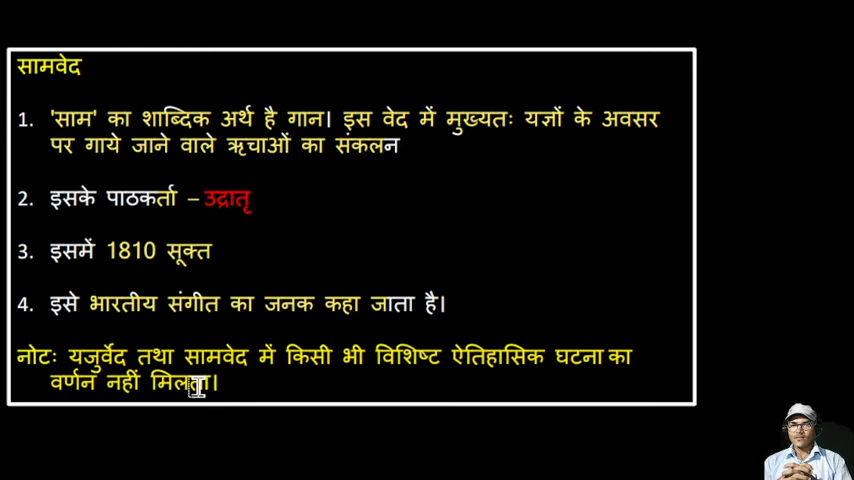 सामवेद
1. 'साम' का शाब्दिक अर्थ है गान। इस वेद में मुख्यतः यज्ञों के अवसर
पर गाये जाने वाले ऋचाओं का संकलन
2. इसके पाठकर्ता – उद्रातृ
3. इसमें 1810 सूक्त
4. इसे भारतीय संगीत का जनक कहा जाता है।
नोटः यजुर्वेद तथा सामवेद में किसी भी विशिष्ट ऐतिहासिक घटना का
वर्णन नहीं मिलता।